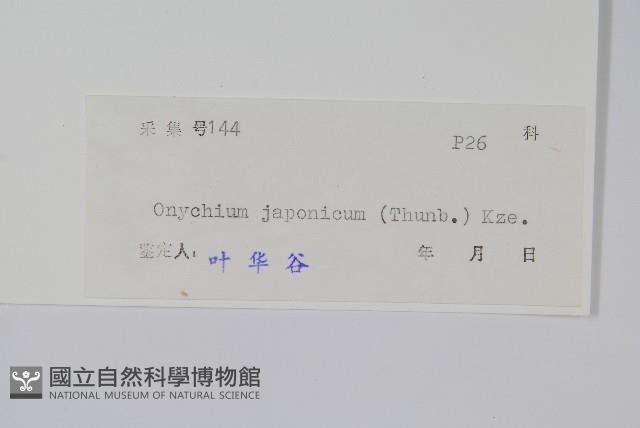 采集号144
P26 科
Onychium japonicum (Thunb.) Kze.
鉴定人: 叶华谷 年 月 日
國立自然科學博物館
NATIONAL MUSEUM OF NATURAL SCIENCE